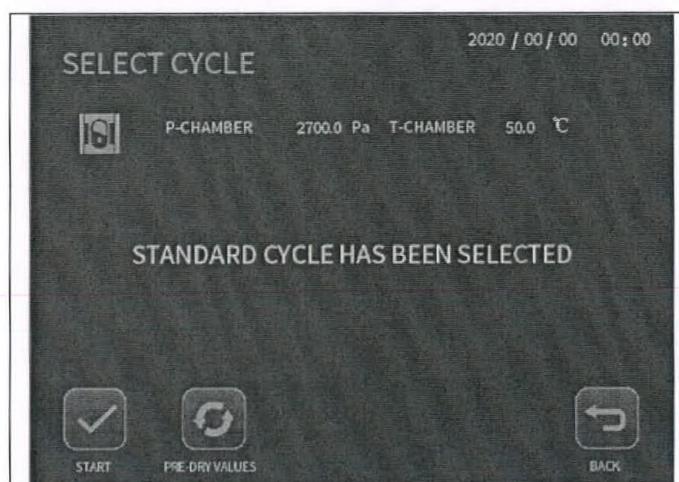 2020 / 00 / 00 00:00
SELECT CYCLE
P-CHAMBER 2700.0 Pa T-CHAMBER 50.0 ℃
STANDARD CYCLE HAS BEEN SELECTED
START PRE-DRY VALUES BACK